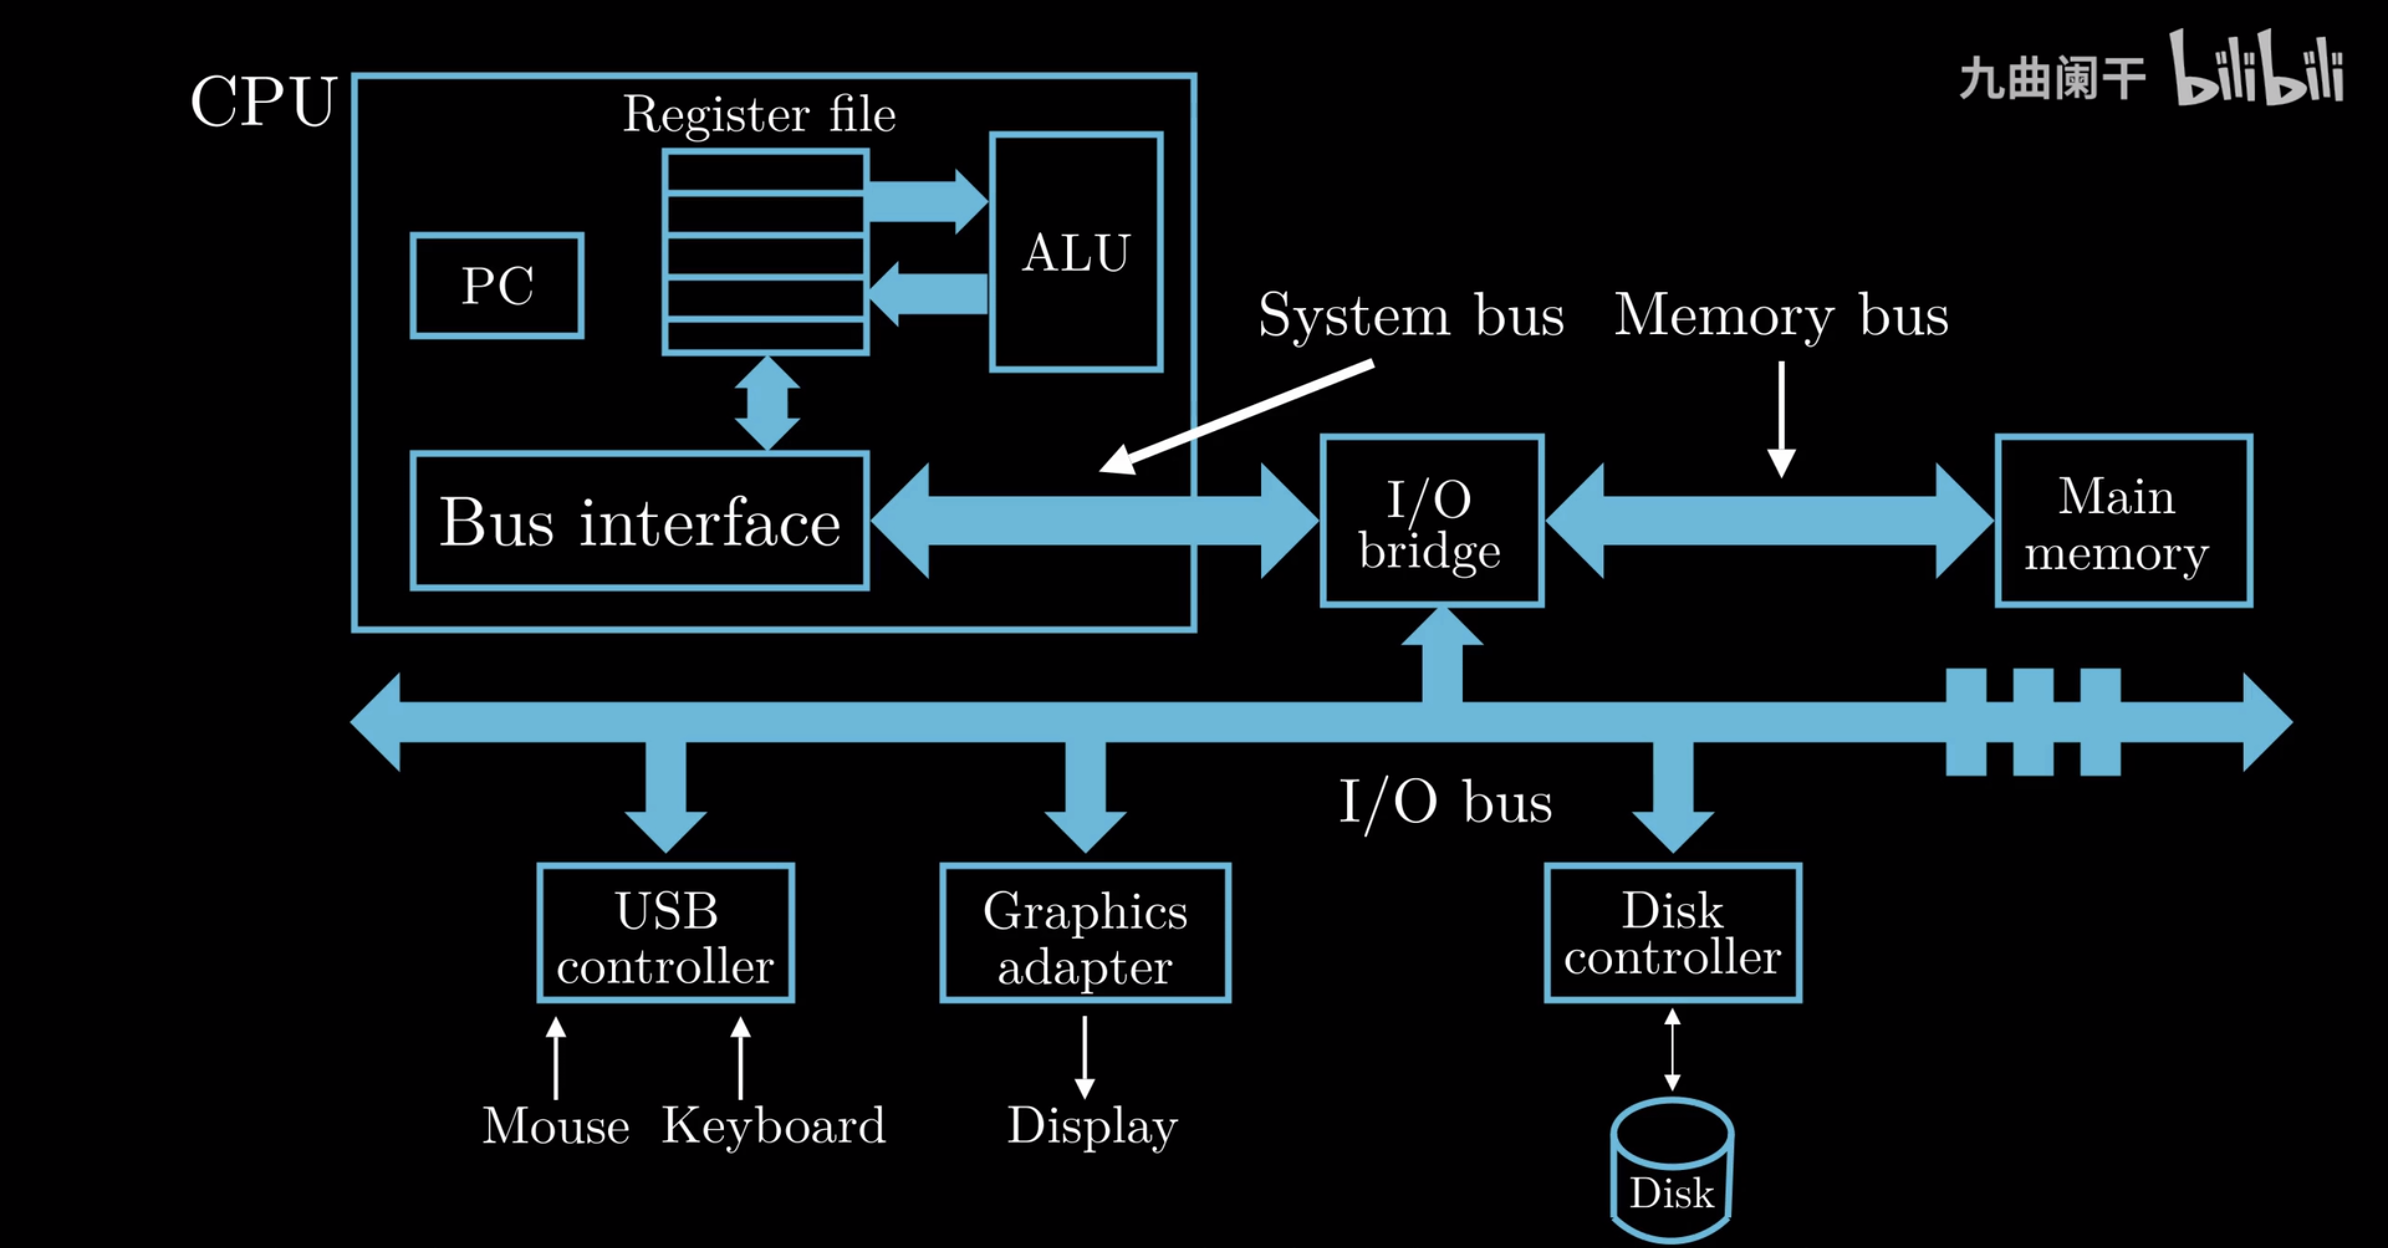 九曲阑干 bilibili
CPU
Register file
PC
ALU
System bus
Memory bus
Bus interface
I/O
bridge
Main
memory
I/O bus
USB
controller
Graphics
adapter
Disk
controller
Mouse
Keyboard
Display
Disk